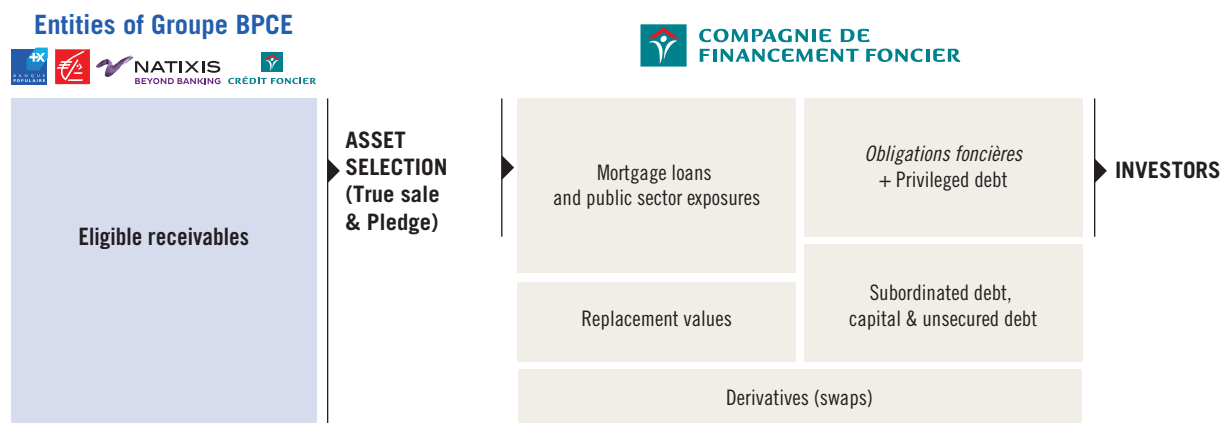 Entities of Groupe BPCE
BANQUE
POPULAIRE
NATIXIS
BEYOND BANKING
CRÉDIT FONCIER
COMPAGNIE DE
FINANCEMENT FONCIER
Eligible receivables
ASSET
SELECTION
(True sale
& Pledge)
Mortgage loans
and public sector exposures
Replacement values
Obligations foncières
+ Privileged debt
Subordinated debt,
capital & unsecured debt
Derivatives (swaps)
INVESTORS